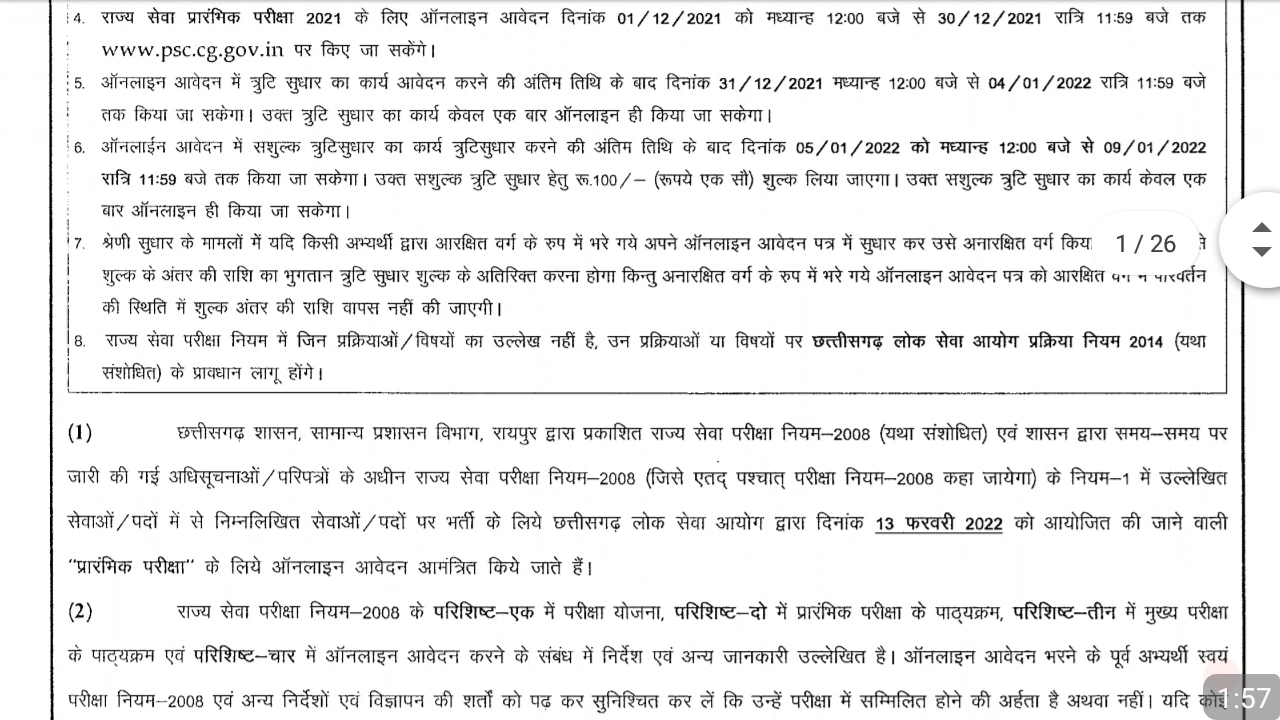 4. राज्य सेवा प्रारंभिक परीक्षा 2021 के लिए ऑनलाइन आवेदन दिनांक 01/12/2021 को मध्यान्ह 12:00 बजे से 30/12/2021 रात्रि 11:59 बजे तक
www.psc.cg.gov.in पर किए जा सकेंगे।
5. ऑनलाइन आवेदन में त्रुटि सुधार का कार्य आवेदन करने की अंतिम तिथि के बाद दिनांक 31/12/2021 मध्यान्ह 12:00 बजे से 04/01/2022 रात्रि 11:59 बजे
तक किया जा सकेगा। उक्त त्रुटि सुधार का कार्य केवल एक बार ऑनलाइन ही किया जा सकेगा।
6. ऑनलाईन आवेदन में सशुल्क त्रुटिसुधार का कार्य त्रुटिसुधार करने की अंतिम तिथि के बाद दिनांक 05/01/2022 को मध्यान्ह 12:00 बजे से 09/01/2022
रात्रि 11:59 बजे तक किया जा सकेगा। उक्त सशुल्क त्रुटि सुधार हेतु रू.100/– (रूपये एक सौ) शुल्क लिया जाएगा। उक्त सशुल्क त्रुटि सुधार का कार्य केवल एक
बार ऑनलाइन ही किया जा सकेगा।
7. श्रेणी सुधार के मामलों में यदि किसी अभ्यर्थी द्वारा आरक्षित वर्ग के रुप में भरे गये अपने ऑनलाइन आवेदन पत्र में सुधार कर उसे अनारक्षित वर्ग किया
1 / 26
शुल्क के अंतर की राशि का भुगतान त्रुटि सुधार शुल्क के अतिरिक्त करना होगा किन्तु अनारक्षित वर्ग के रुप में भरे गये ऑनलाइन आवेदन पत्र को आरक्षित वर्ग में परिवर्तन
की स्थिति में शुल्क अंतर की राशि वापस नहीं की जाएगी।
8. राज्य सेवा परीक्षा नियम में जिन प्रक्रियाओं/विषयों का उल्लेख नहीं है, उन प्रक्रियाओं या विषयों पर छत्तीसगढ़ लोक सेवा आयोग प्रक्रिया नियम 2014 (यथा
संशोधित) के प्रावधान लागू होंगे।
(1) छत्तीसगढ़ शासन, सामान्य प्रशासन विभाग, रायपुर द्वारा प्रकाशित राज्य सेवा परीक्षा नियम–2008 (यथा संशोधित) एवं शासन द्वारा समय–समय पर
जारी की गई अधिसूचनाओं/परिपत्रों के अधीन राज्य सेवा परीक्षा नियम–2008 (जिसे एतद् पश्चात् परीक्षा नियम–2008 कहा जायेगा) के नियम–1 में उल्लेखित
सेवाओं/पदों में से निम्नलिखित सेवाओं/पदों पर भर्ती के लिये छत्तीसगढ़ लोक सेवा आयोग द्वारा दिनांक 13 फरवरी 2022 को आयोजित की जाने वाली
"प्रारंभिक परीक्षा" के लिये ऑनलाइन आवेदन आमंत्रित किये जाते हैं।
(2) राज्य सेवा परीक्षा नियम–2008 के परिशिष्ट–एक में परीक्षा योजना, परिशिष्ट–दो में प्रारंभिक परीक्षा के पाठ्यक्रम, परिशिष्ट–तीन में मुख्य परीक्षा
के पाठ्यक्रम एवं परिशिष्ट–चार में ऑनलाइन आवेदन करने के संबंध में निर्देश एवं अन्य जानकारी उल्लेखित है। ऑनलाइन आवेदन भरने के पूर्व अभ्यर्थी स्वयं
परीक्षा नियम–2008 एवं अन्य निर्देशों एवं विज्ञापन की शर्तों को पढ़ कर सुनिश्चित कर लें कि उन्हें परीक्षा में सम्मिलित होने की अर्हता है अथवा नहीं। यदि कोई
1:57